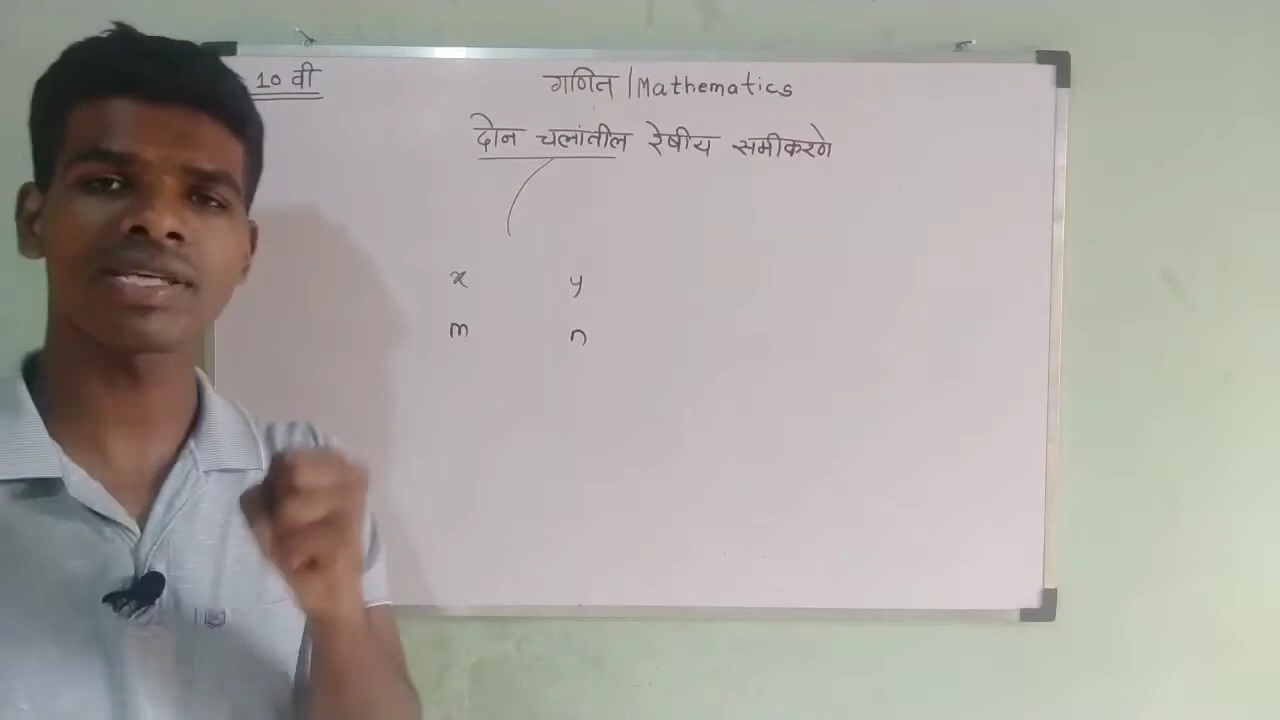 10 वी
गणित | Mathematics
दोन चलांतील रेषीय समीकरणे
x y
m n